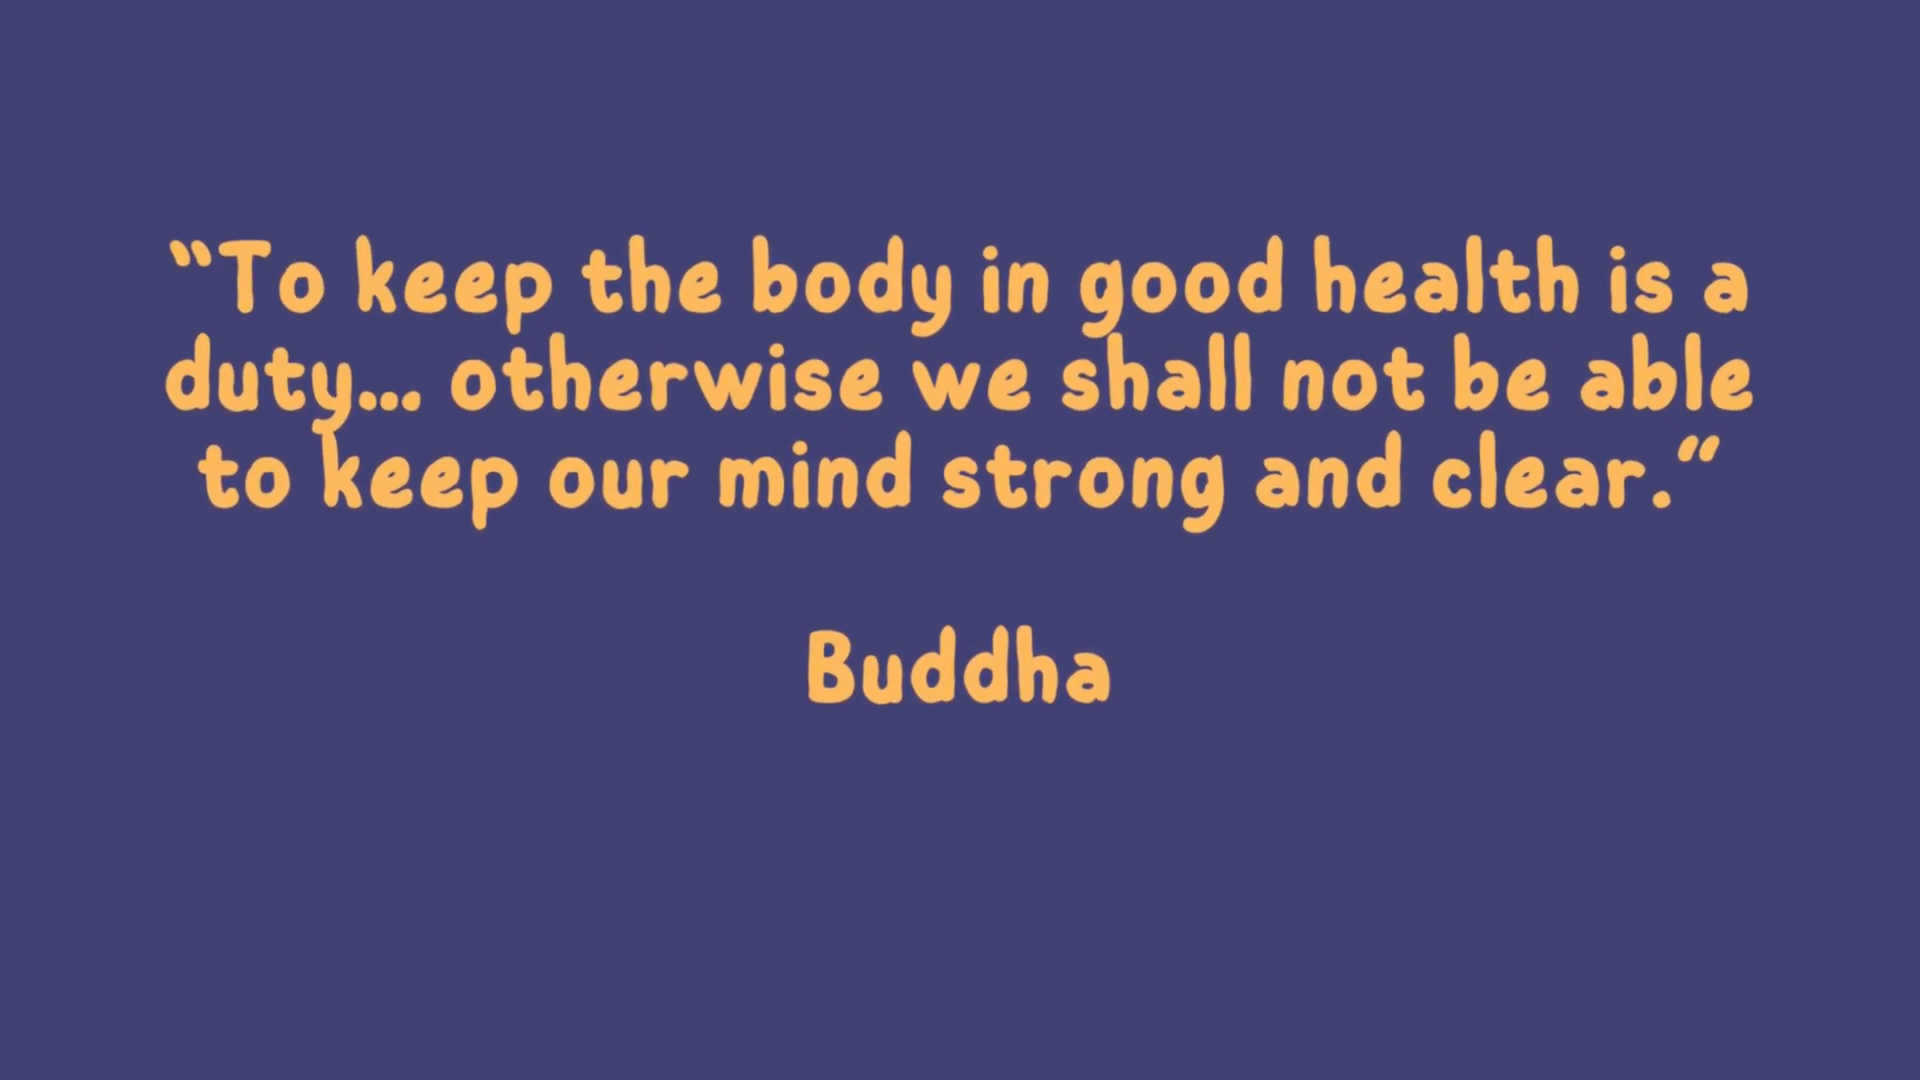 “To keep the body in good health is a
duty... otherwise we shall not be able
to keep our mind strong and clear.”
Buddha